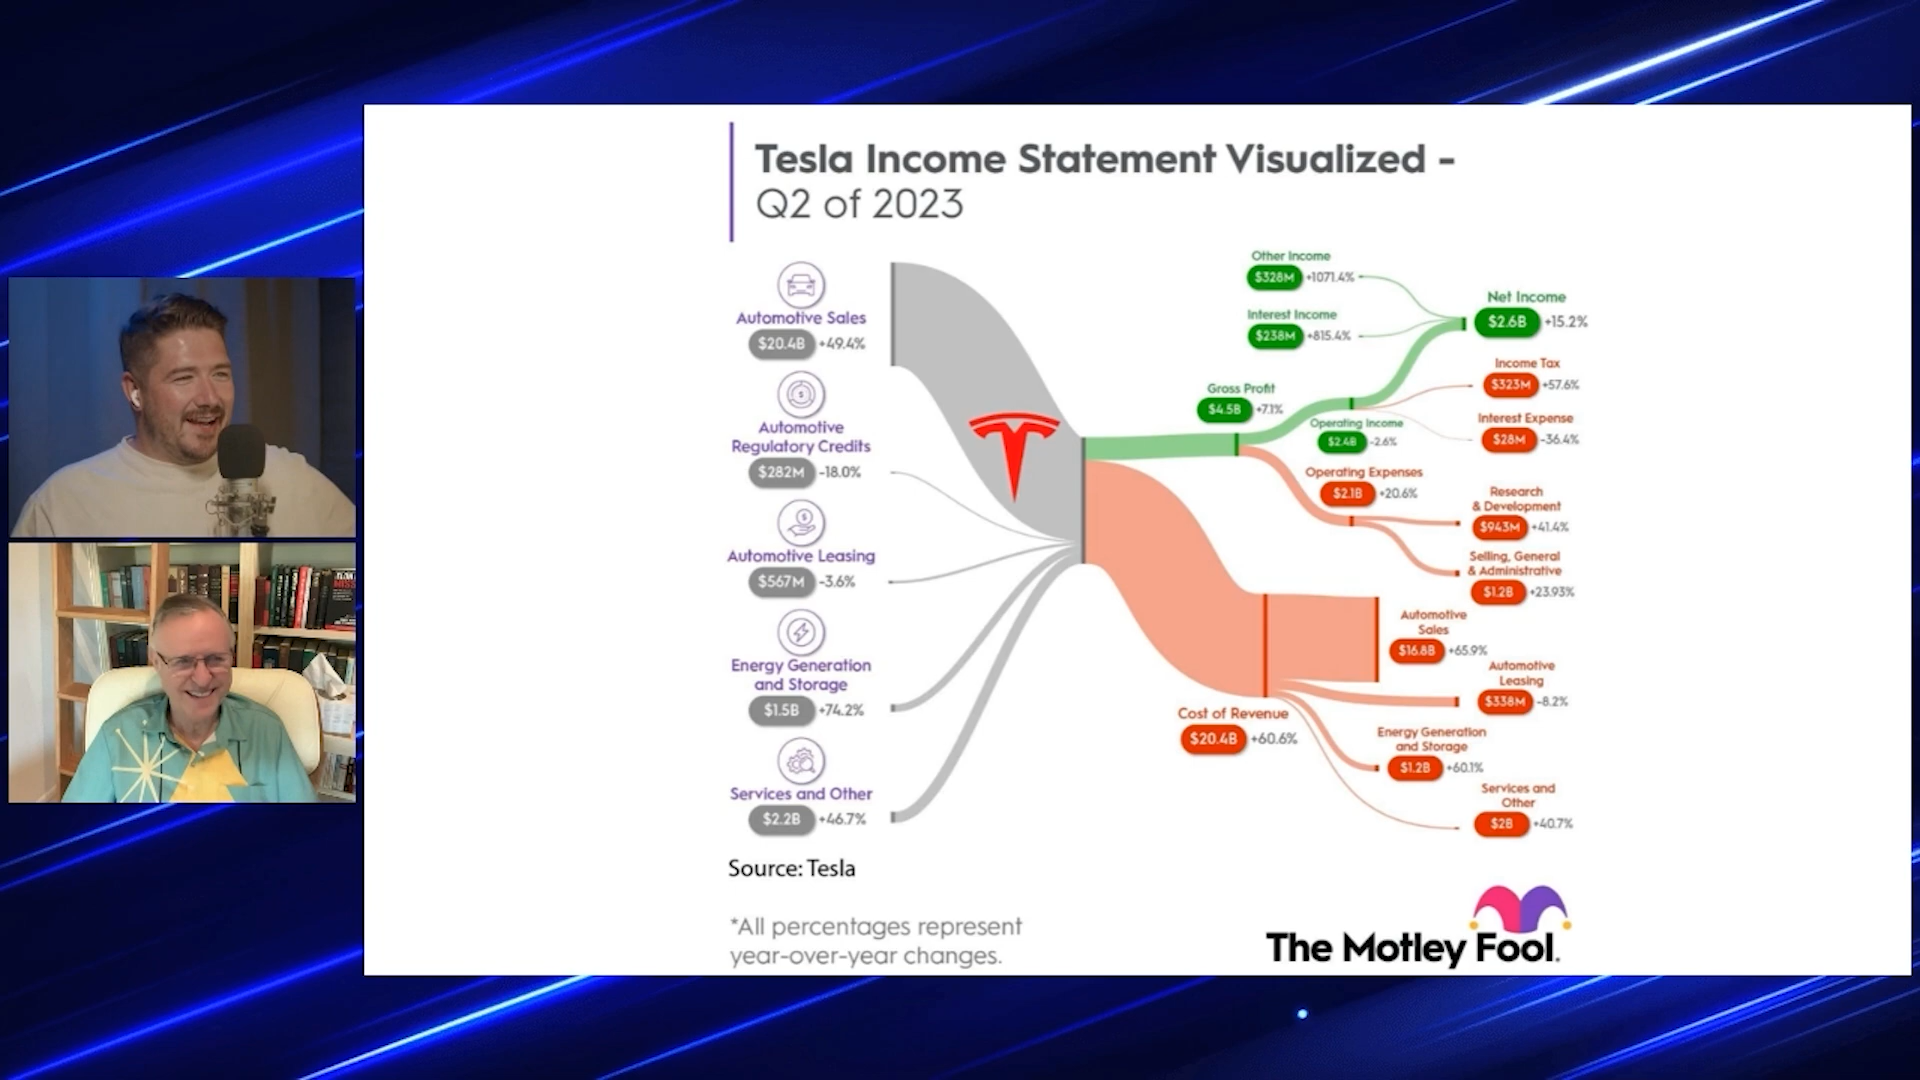 Tesla Income Statement Visualized -
Q2 of 2023
Automotive Sales
$20.4B +49.4%
Automotive
Regulatory Credits
$282M -18.0%
Automotive Leasing
$567M -3.6%
Energy Generation
and Storage
$1.5B +74.2%
Services and Other
$2.2B +46.7%
Other Income
$328M +1071.4%
Interest Income
$238M +815.4%
Gross Profit
$4.5B +7.1%
Net Income
$2.6B +15.2%
Income Tax
$323M +57.6%
Interest Expense
$28M -36.4%
Operating Income
$2.4B -2.6%
Operating Expenses
$2.1B +20.6%
Research
& Development
$943M +41.4%
Selling, General
& Administrative
$1.2B +23.93%
Cost of Revenue
$20.4B +60.6%
Automotive
Sales
$16.8B +65.9%
Automotive
Leasing
$338M -8.2%
Energy Generation
and Storage
$1.2B +60.1%
Services and
Other
$2B +40.7%
Source: Tesla
*All percentages represent
year-over-year changes.
The Motley Fool.